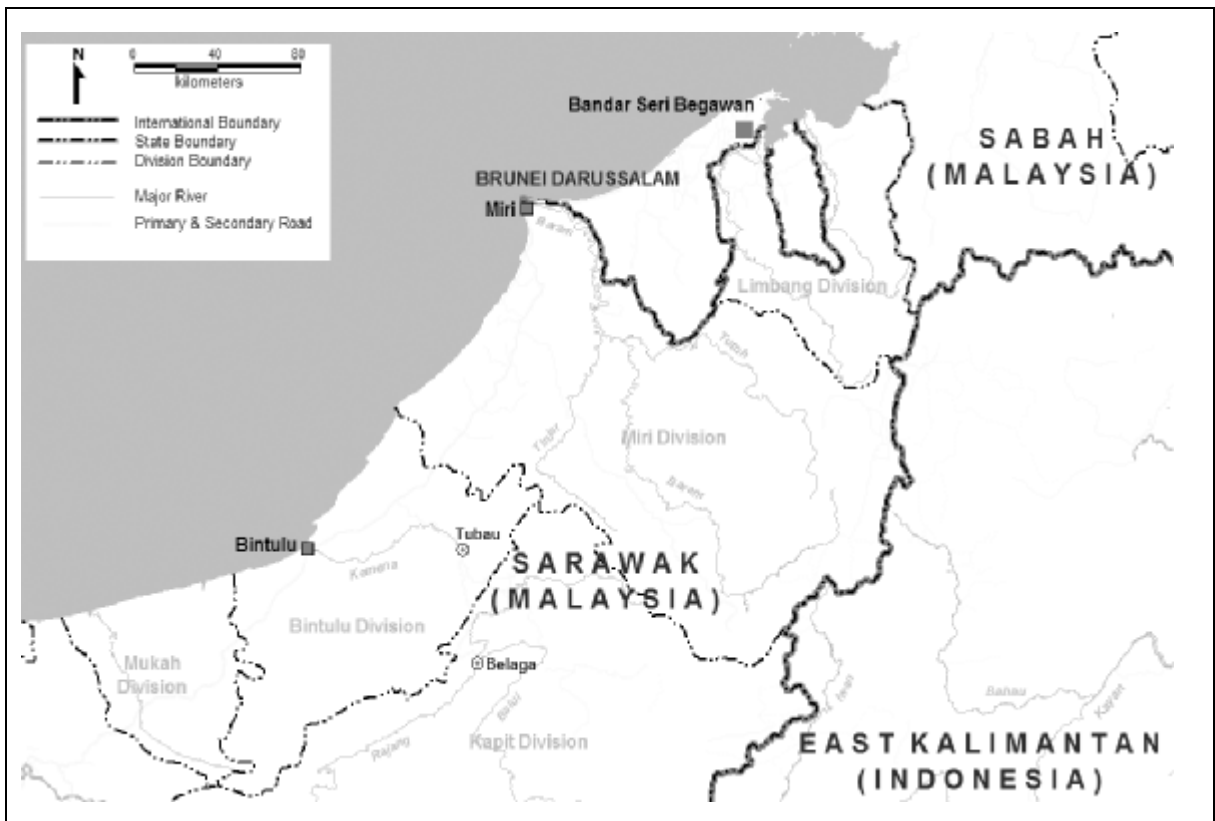 N
0 40 80
kilometers
International Boundary
State Boundary
Division Boundary
Major River
Primary & Secondary Road
Bandar Seri Begawan
SABAH
(MALAYSIA)
BRUNEI DARUSSALAM
Miri
Baram
Limbang Division
Tutoh
Miri Division
Tinjar
Baram
Bintulu
Tubau
Kemena
SARAWAK
(MALAYSIA)
Bintulu Division
Belaga
Mukah
Division
Balui
Rajang
Kapit Division
Iwan
Bahau
Kayan
EAST KALIMANTAN
(INDONESIA)